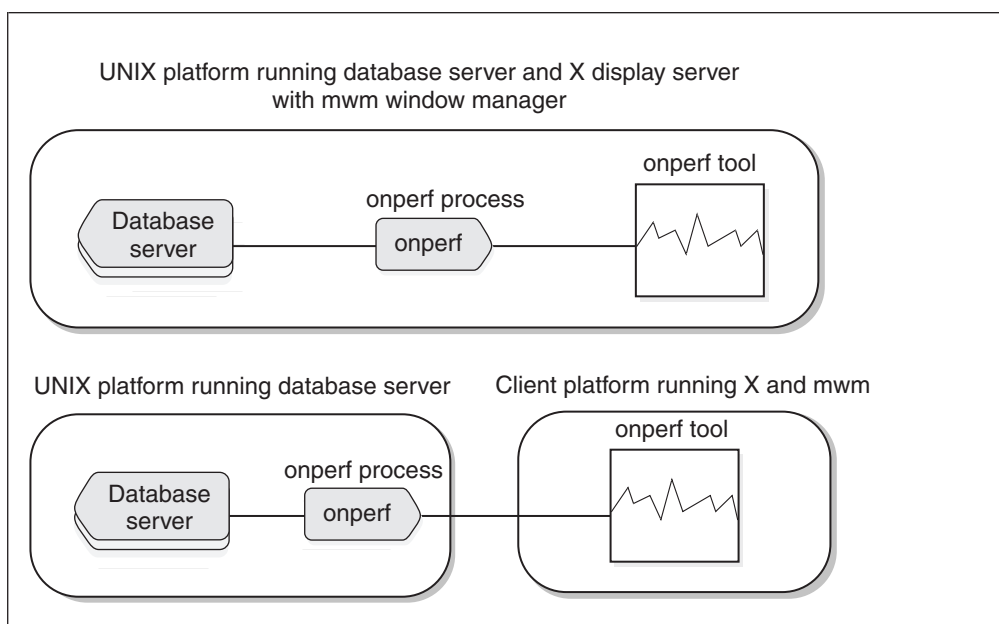 UNIX platform running database server and X display server
with mwm window manager
onperf tool
onperf process
Database
server
onperf
UNIX platform running database server
Client platform running X and mwm
onperf tool
onperf process
Database
server
onperf